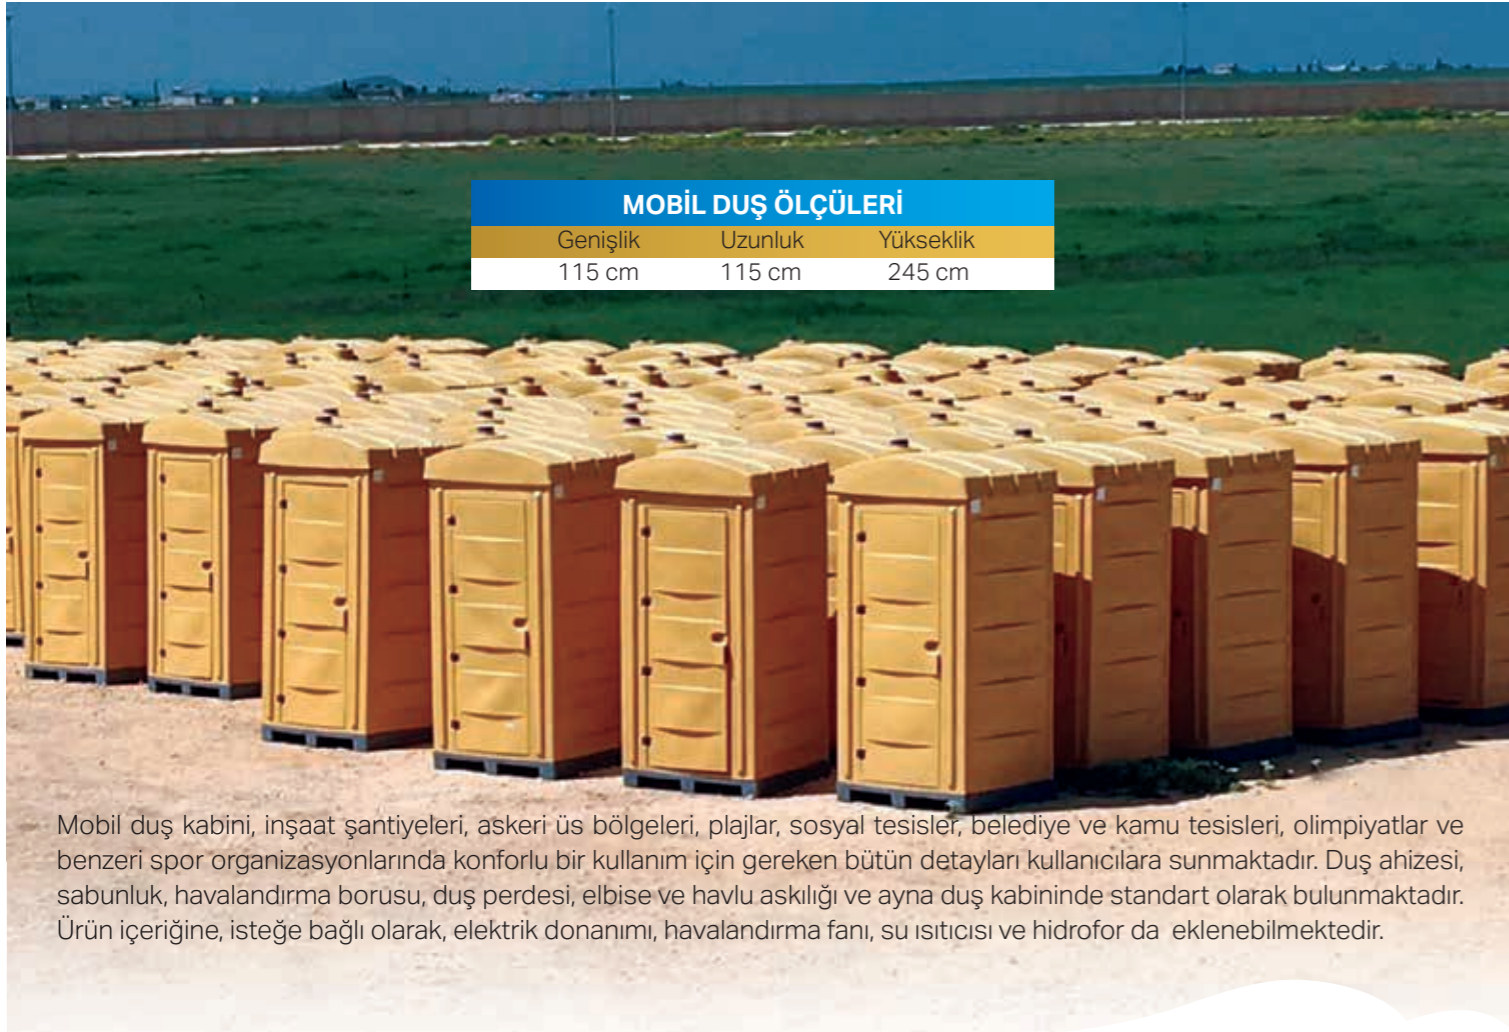 MOBİL DUŞ ÖLÇÜLERİ
Genişlik Uzunluk Yükseklik
115 cm 115 cm 245 cm
Mobil duş kabini, inşaat şantiyeleri, askeri üs bölgeleri, plajlar, sosyal tesisler, belediye ve kamu tesisleri, olimpiyatlar ve
benzeri spor organizasyonlarında konforlu bir kullanım için gereken bütün detayları kullanıcılara sunmaktadır. Duş ahizesi,
sabunluk, havalandırma borusu, duş perdesi, elbise ve havlu askılığı ve ayna duş kabininde standart olarak bulunmaktadır.
Ürün içeriğine, isteğe bağlı olarak, elektrik donanımı, havalandırma fanı, su ısıtıcısı ve hidrofor da eklenebilmektedir.